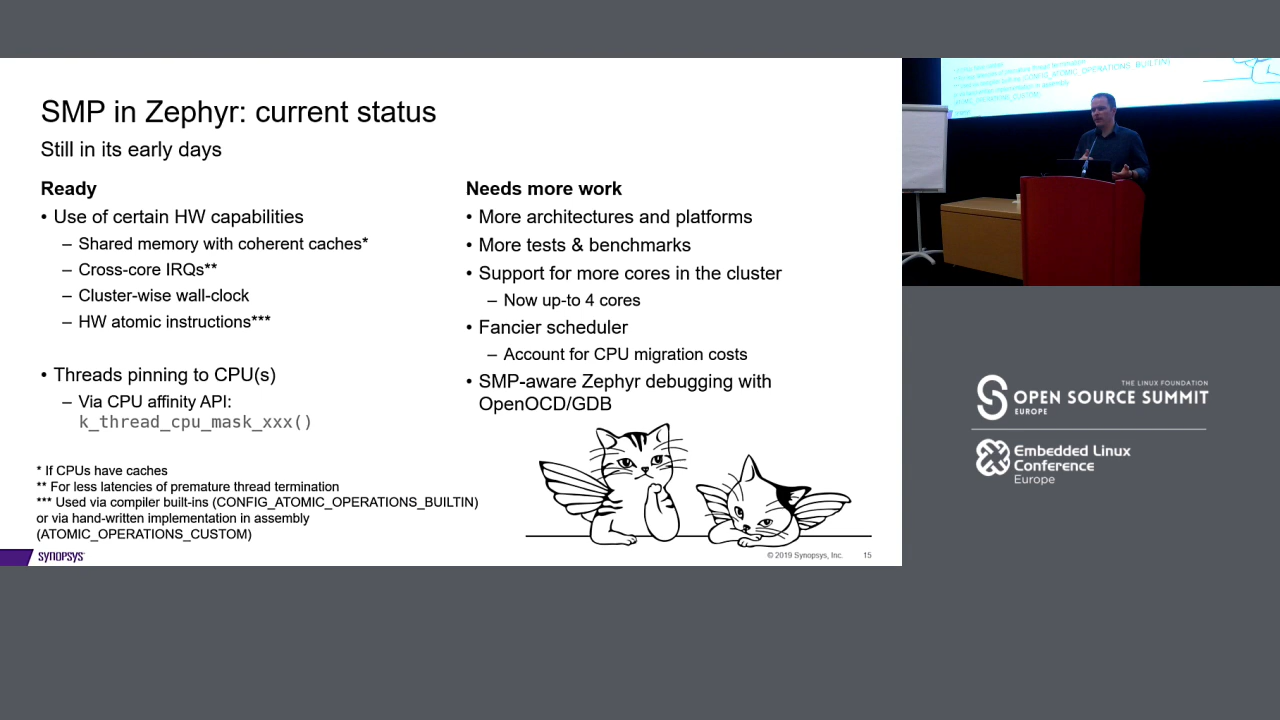 SMP in Zephyr: current status
Still in its early days
Ready
• Use of certain HW capabilities
– Shared memory with coherent caches*
– Cross-core IRQs**
– Cluster-wise wall-clock
– HW atomic instructions***
• Threads pinning to CPU(s)
– Via CPU affinity API:
k_thread_cpu_mask_xxx()
* If CPUs have caches
** For less latencies of premature thread termination
*** Used via compiler built-ins (CONFIG_ATOMIC_OPERATIONS_BUILTIN)
or via hand-written implementation in assembly
(ATOMIC_OPERATIONS_CUSTOM)
Needs more work
• More architectures and platforms
• More tests & benchmarks
• Support for more cores in the cluster
– Now up-to 4 cores
• Fancier scheduler
– Account for CPU migration costs
• SMP-aware Zephyr debugging with
OpenOCD/GDB
SYNOPSYS
© 2019 Synopsys, Inc.
15
THE LINUX FOUNDATION
OPEN SOURCE SUMMIT
EUROPE
Embedded Linux
Conference
Europe